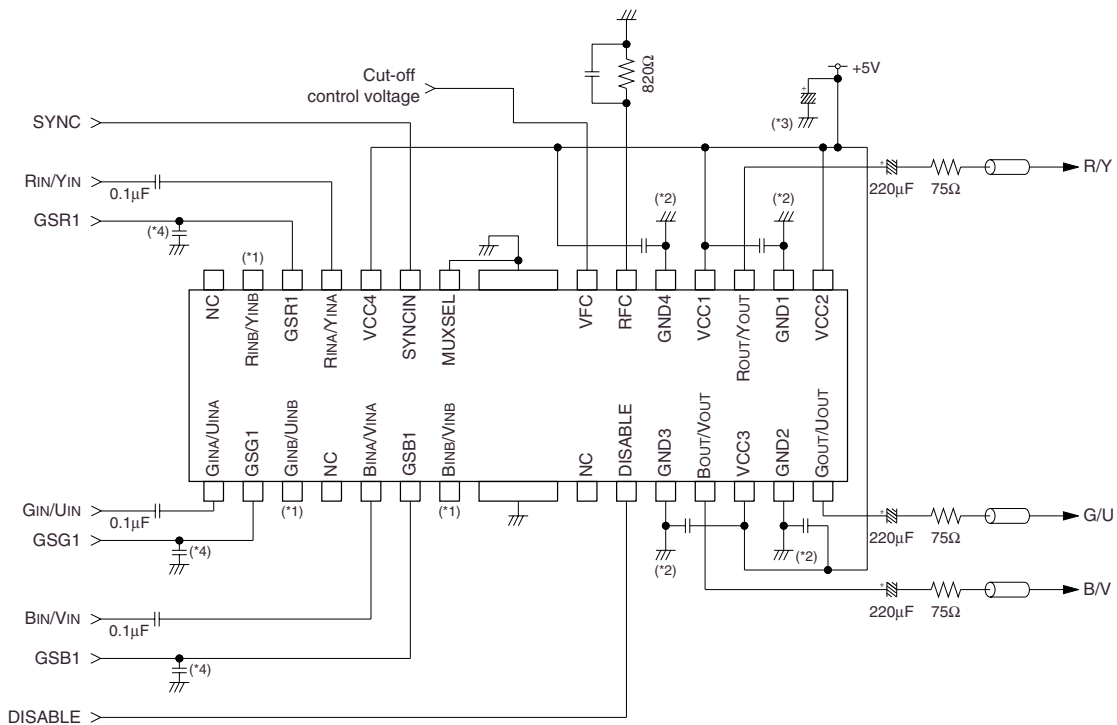 +5V
820Ω
Cut-off
control voltage
(*3)
SYNC
R/Y
RIN/YIN
0.1µF
220µF
75Ω
GSR1
(*4)
(*1)
(*2)
(*2)
NC
RINB/YINB
GSR1
RINA/YINA
VCC4
SYNCIN
MUXSEL
VFC
RFC
GND4
VCC1
ROUT/YOUT
GND1
VCC2
GINA/UINA
GSG1
GINB/UINB
NC
BINA/VINA
GSB1
BINB/VINB
NC
DISABLE
GND3
BOUT/VOUT
VCC3
GND2
GOUT/UOUT
GIN/UIN
0.1µF
(*1)
(*1)
G/U
220µF
75Ω
GSG1
(*4)
(*2)
(*2)
B/V
220µF
75Ω
BIN/VIN
0.1µF
GSB1
(*4)
DISABLE